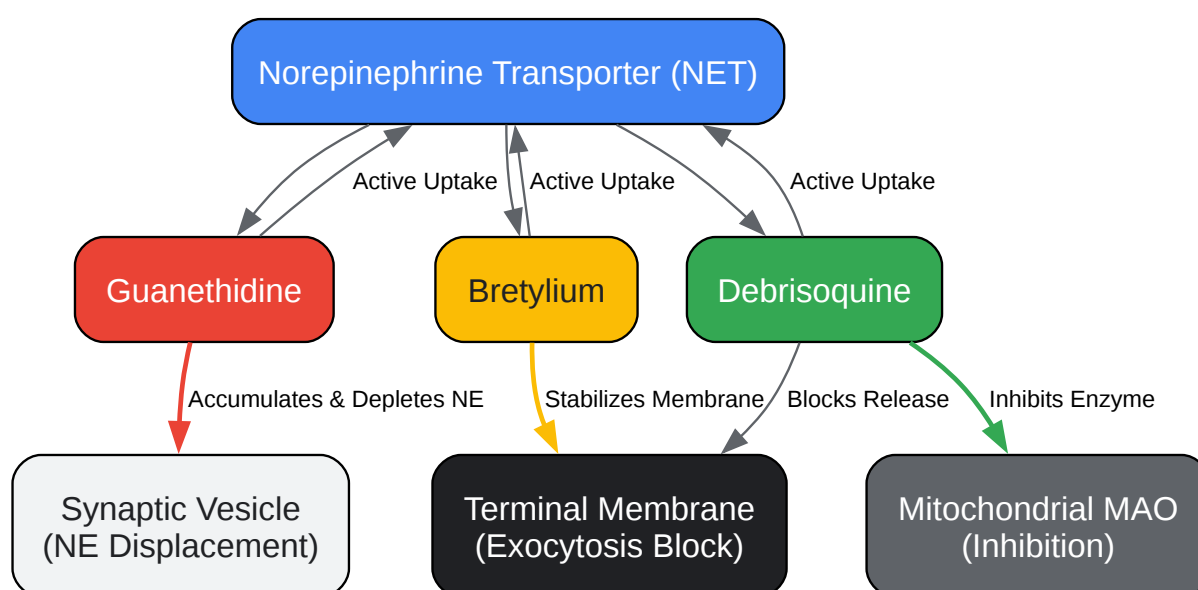 Norepinephrine Transporter (NET)
Active Uptake
Active Uptake
Active Uptake
Guanethidine
Bretylium
Debrisoquine
Accumulates & Depletes NE
Stabilizes Membrane
Blocks Release
Inhibits Enzyme
Synaptic Vesicle
(NE Displacement)
Terminal Membrane
(Exocytosis Block)
Mitochondrial MAO
(Inhibition)